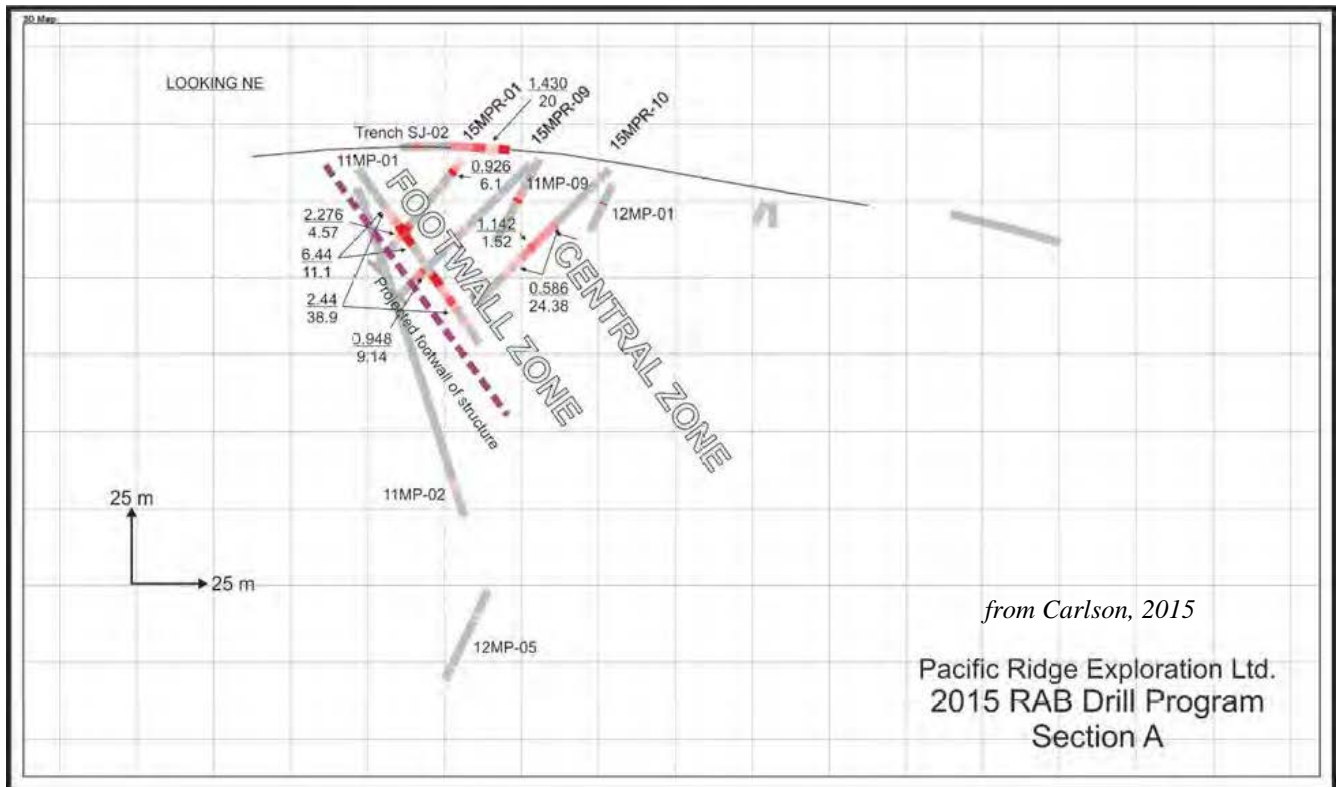 3D Map
LOOKING NE
Trench SJ-02
15MPR-01
1.430
20
15MPR-09
15MPR-10
11MP-01
0.926
6.1
11MP-09
12MP-01
FOOTWALL ZONE
CENTRAL ZONE
2.276
4.57
1.142
1.52
6.44
11.1
0.586
24.38
2.44
38.9
0.948
9.14
Projected footwall of structure
11MP-02
25 m
25 m
12MP-05
from Carlson, 2015
Pacific Ridge Exploration Ltd.
2015 RAB Drill Program
Section A